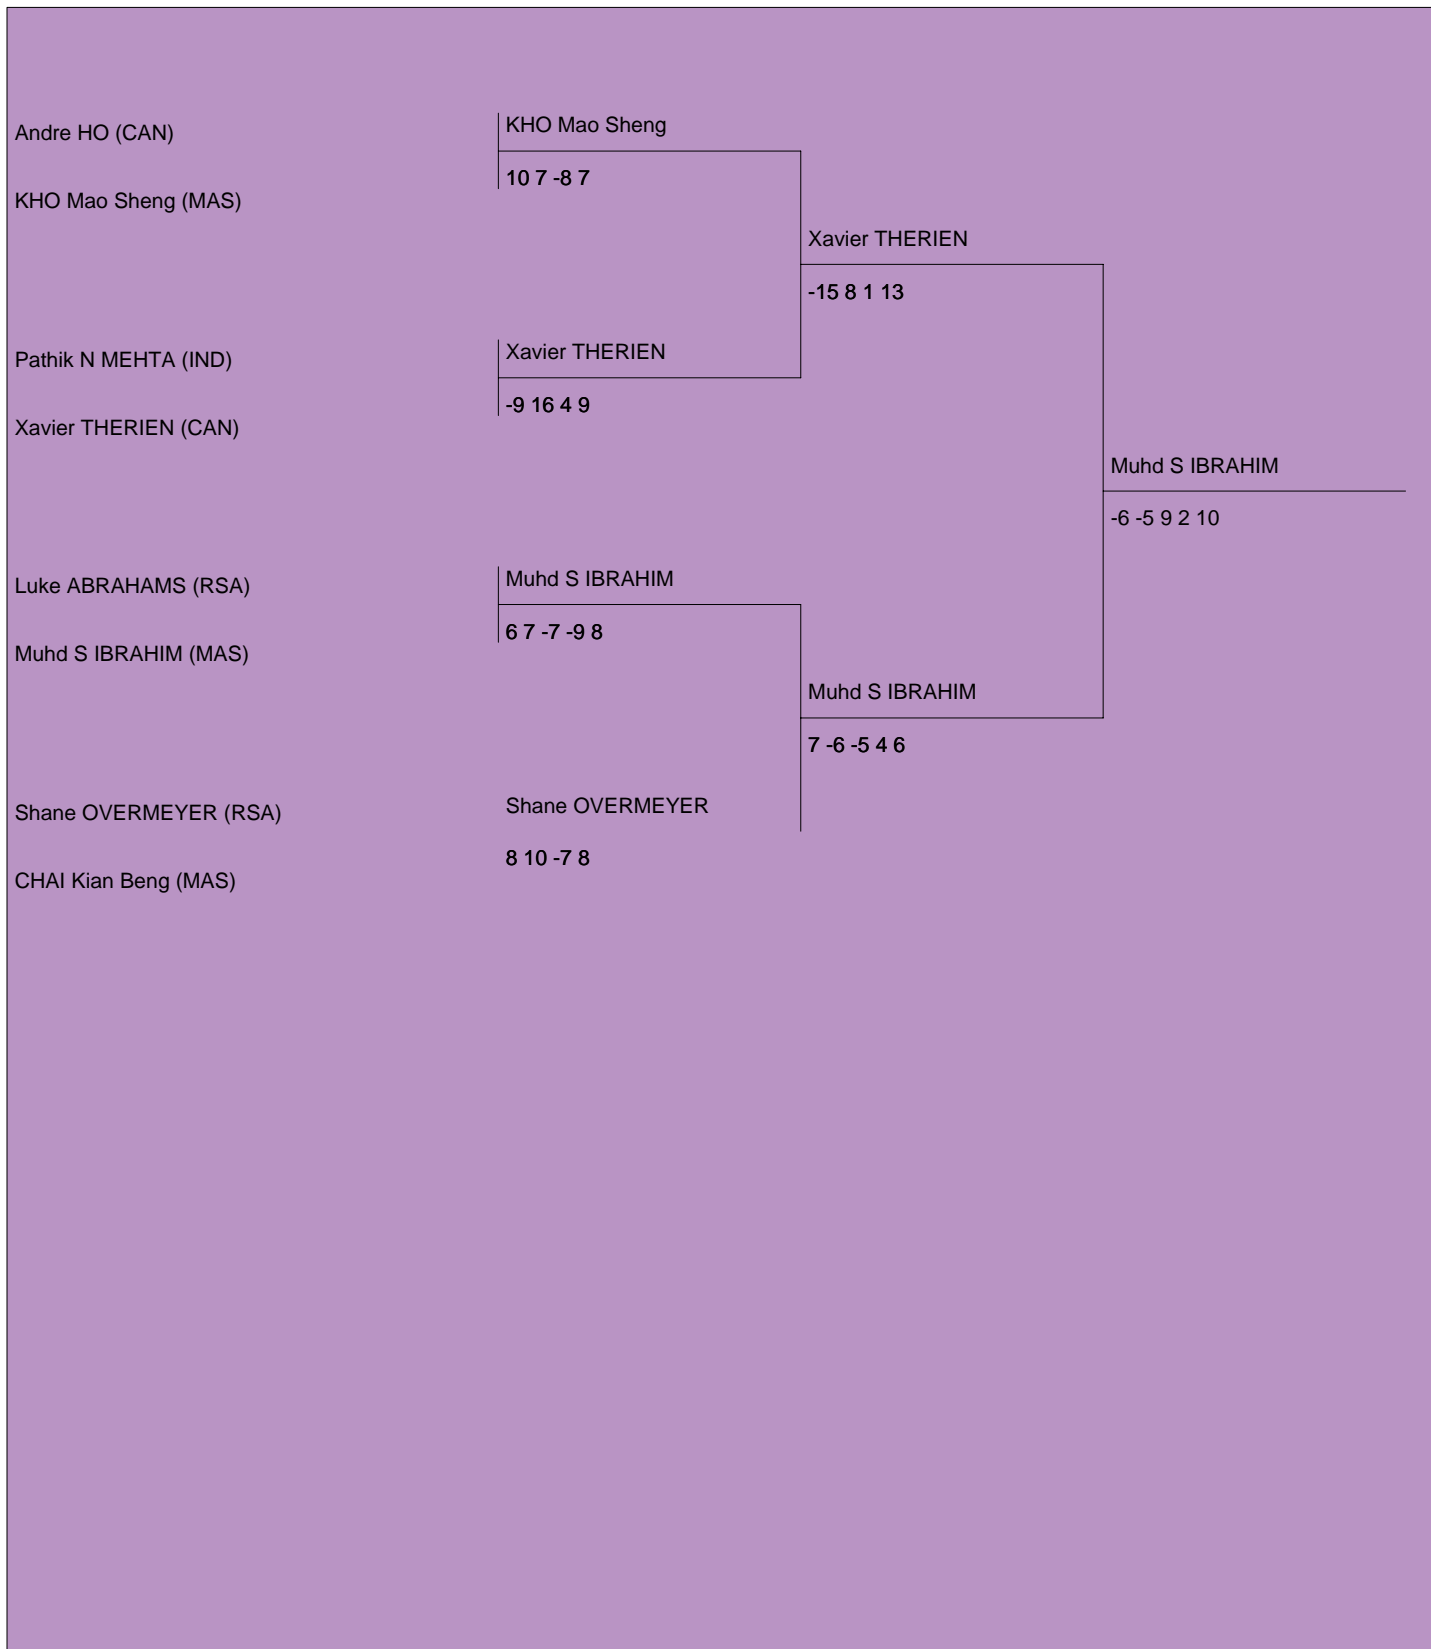 Andre HO (CAN)
KHO Mao Sheng (MAS)
Pathik N MEHTA (IND)
Xavier THERIEN (CAN)
Luke ABRAHAMS (RSA)
Muhd S IBRAHIM (MAS)
Shane OVERMEYER (RSA)
CHAI Kian Beng (MAS)
KHO Mao Sheng
10 7 -8 7
Xavier THERIEN
-9 16 4 9
Muhd S IBRAHIM
6 7 -7 -9 8
Shane OVERMEYER
8 10 -7 8
Xavier THERIEN
-15 8 1 13
Muhd S IBRAHIM
7 -6 -5 4 6
Muhd S IBRAHIM
-6 -5 9 2 10